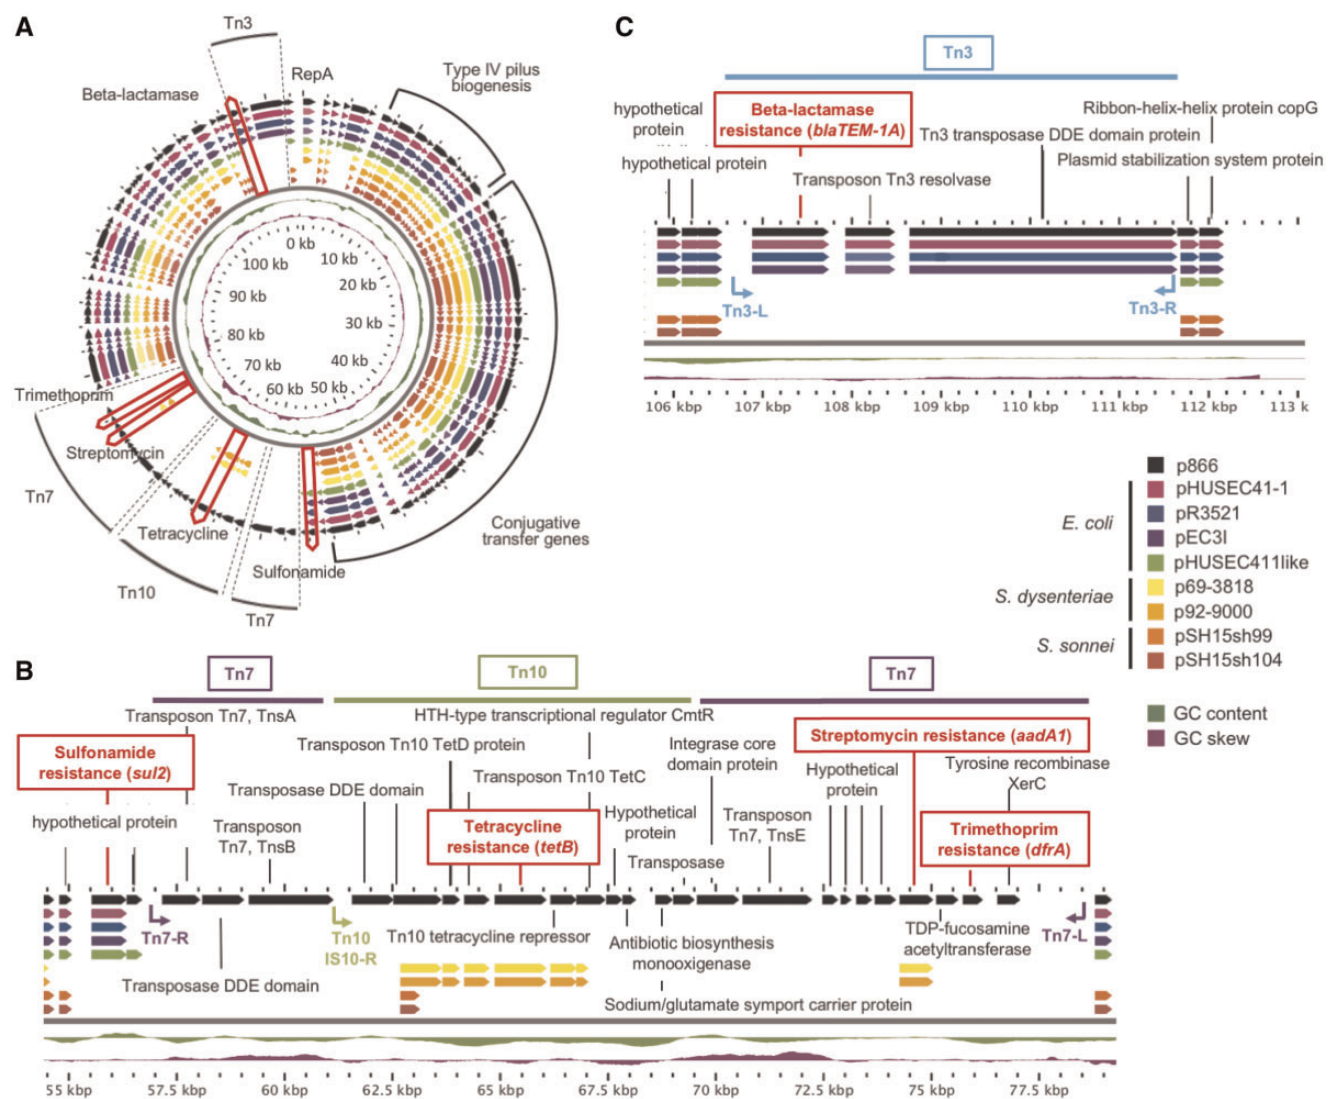 A
Tn3
RepA
Type IV pilus
biogenesis
Beta-lactamase
0 kb
10 kb
20 kb
30 kb
40 kb
50 kb
60 kb
70 kb
80 kb
90 kb
100 kb
Trimethoprim
Streptomycin
Tn7
Tetracycline
Tn10
Sulfonamide
Tn7
Conjugative
transfer genes
C
Tn3
hypothetical
protein
Beta-lactamase
resistance (blaTEM-1A)
Ribbon-helix-helix protein copG
Tn3 transposase DDE domain protein
hypothetical protein
Plasmid stabilization system protein
Transposon Tn3 resolvase
Tn3-L
Tn3-R
106 kbp
107 kbp
108 kbp
109 kbp
110 kbp
111 kbp
112 kbp
113 k
p866
pHUSEC41-1
pR3521
E. coli
pEC3I
pHUSEC411like
p69-3818
S. dysenteriae
p92-9000
pSH15sh99
S. sonnei
pSH15sh104
GC content
GC skew
B
Tn7
Tn10
Tn7
Transposon Tn7, TnsA
HTH-type transcriptional regulator CmtR
Sulfonamide
resistance (sul2)
Transposon Tn10 TetD protein
Integrase core
domain protein
Streptomycin resistance (aadA1)
Transposon Tn10 TetC
Hypothetical
protein
Tyrosine recombinase
XerC
Transposase DDE domain
hypothetical protein
Transposon
Tn7, TnsB
Tetracycline
resistance (tetB)
Hypothetical
protein
Transposon
Tn7, TnsE
Trimethoprim
resistance (dfrA)
Transposase
Tn7-R
Tn10
IS10-R
Tn10 tetracycline repressor
Antibiotic biosynthesis
monooxigenase
TDP-fucosamine
acetyltransferase
Tn7-L
Transposase DDE domain
Sodium/glutamate symport carrier protein
55 kbp
57.5 kbp
60 kbp
62.5 kbp
65 kbp
67.5 kbp
70 kbp
72.5 kbp
75 kbp
77.5 kbp